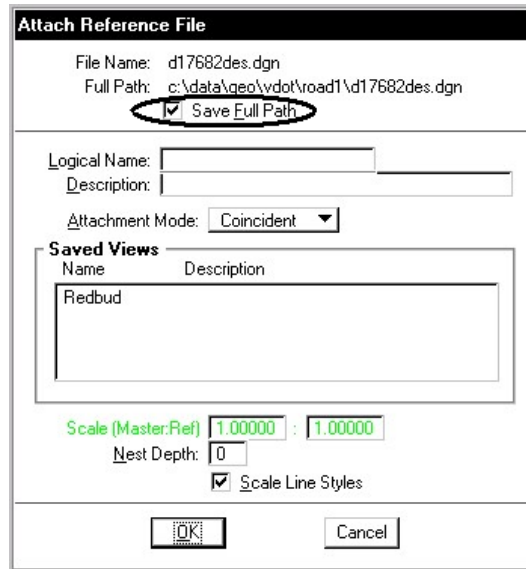 Attach Reference File
File Name: d17682des.dgn
Full Path: c:\data\geo\vdot\road1\d17682des.dgn
Save Full Path
Logical Name:
Description:
Attachment Mode: Coincident
Saved Views
Name Description
Redbud
Scale (Master:Ref) 1.00000 : 1.00000
Nest Depth: 0
Scale Line Styles
OK Cancel